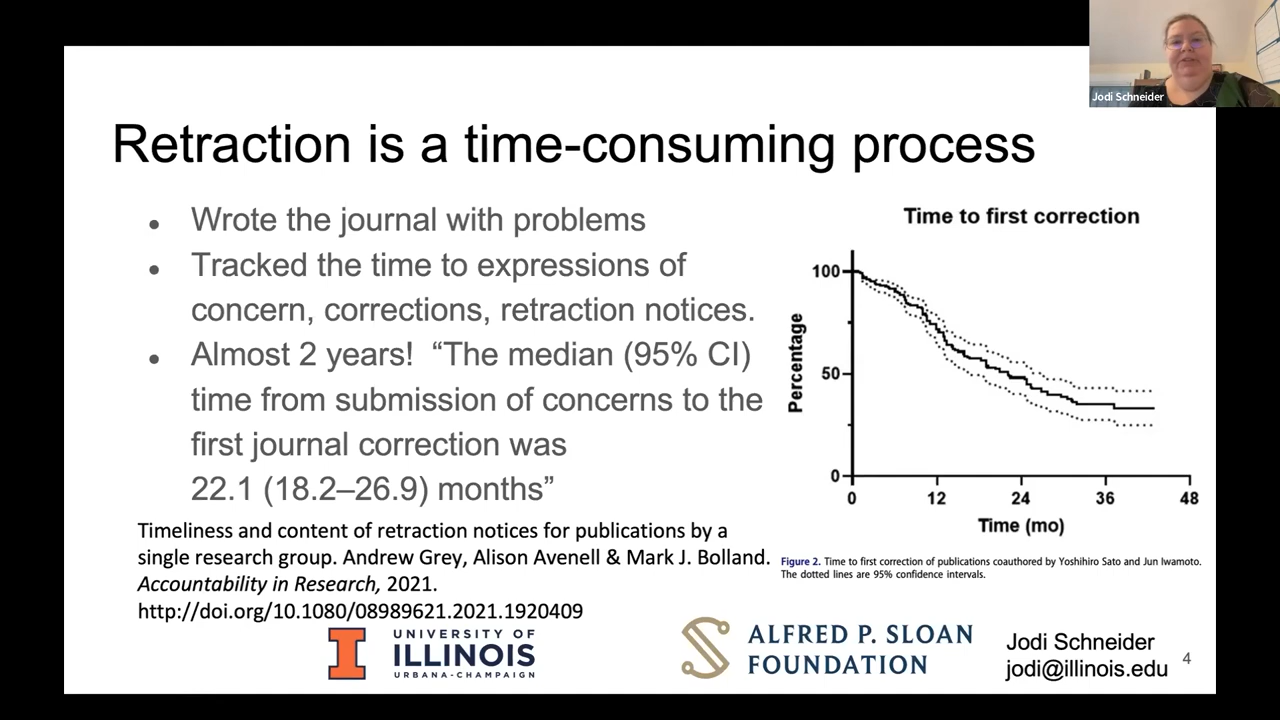 Jodi Schneider
Retraction is a time-consuming process
● Wrote the journal with problems
● Tracked the time to expressions of
concern, corrections, retraction notices.
● Almost 2 years! “The median (95% CI)
time from submission of concerns to the
first journal correction was
22.1 (18.2–26.9) months”
Timeliness and content of retraction notices for publications by a
single research group. Andrew Grey, Alison Avenell & Mark J. Bolland.
Accountability in Research, 2021.
http://doi.org/10.1080/08989621.2021.1920409
Time to first correction
Percentage
100
50
0
0 12 24 36 48
Time (mo)
Figure 2. Time to first correction of publications coauthored by Yoshihiro Sato and Jun Iwamoto.
The dotted lines are 95% confidence intervals.
UNIVERSITY OF
ILLINOIS
URBANA-CHAMPAIGN
ALFRED P. SLOAN
FOUNDATION
Jodi Schneider
jodi@illinois.edu
4